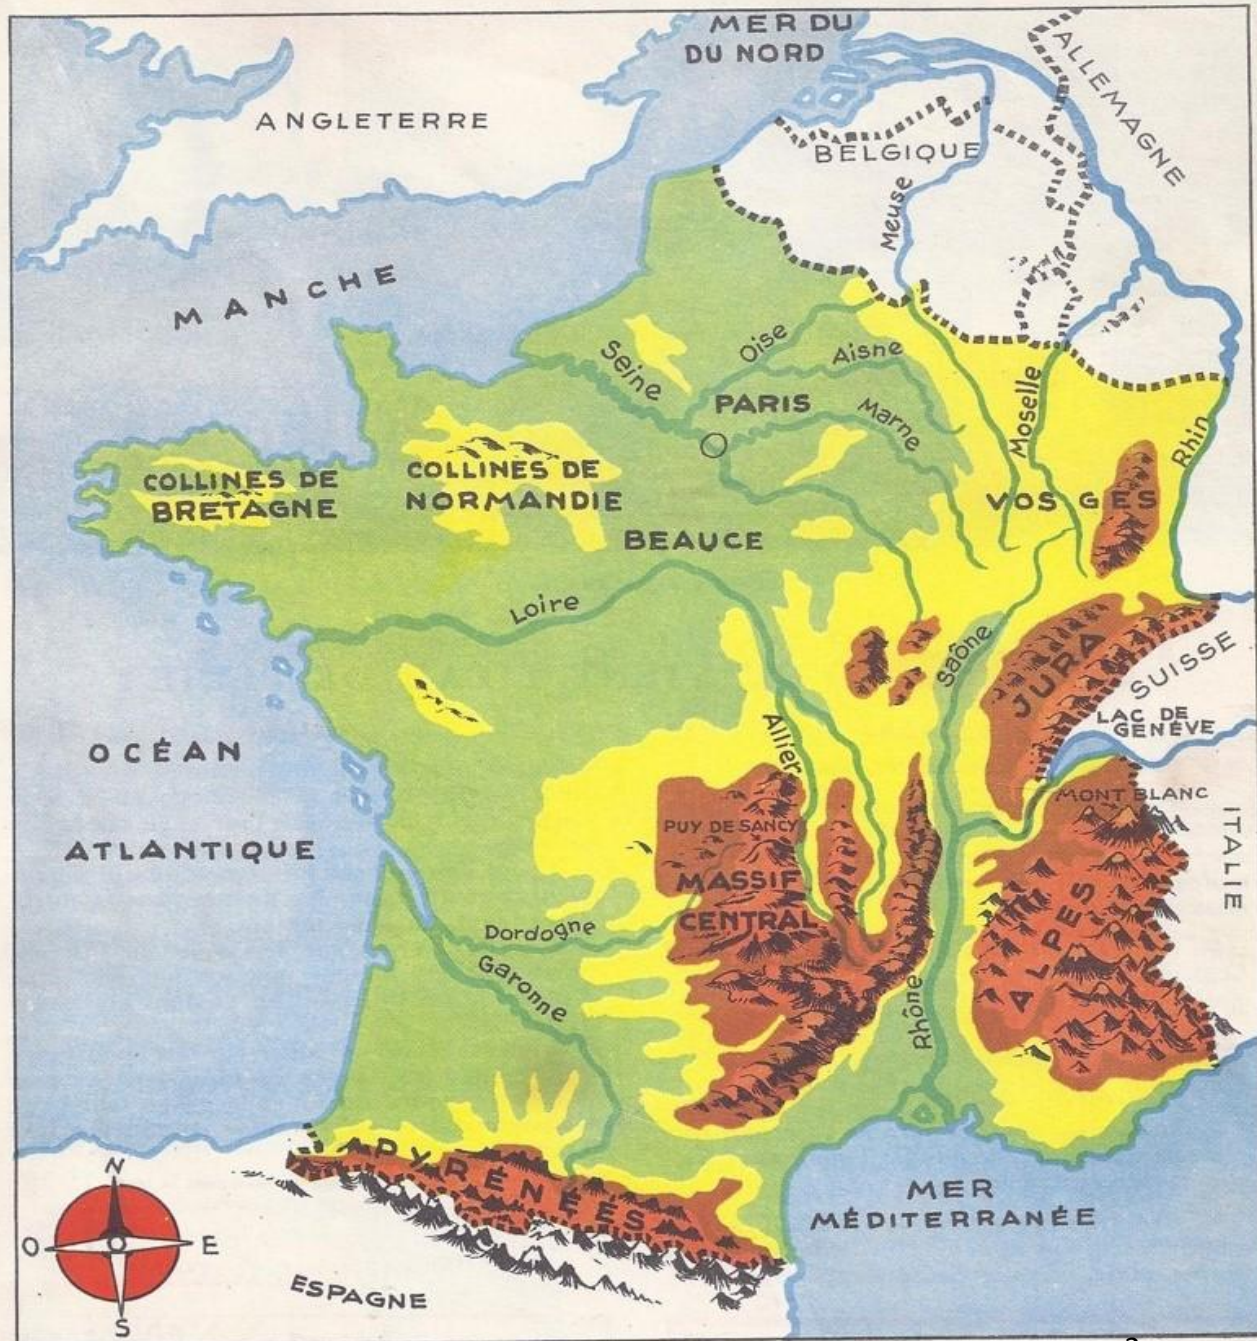 MER DU
DU NORD
ALLEMAGNE
ANGLETERRE
BELGIQUE
Meuse
MANCHE
Seine
Oise
Aisne
PARIS
Marne
Moselle
Rhin
COLLINES DE
BRETAGNE
COLLINES DE
NORMANDIE
VOSGES
BEAUCE
Loire
Saône
JURA
SUISSE
LAC DE
GENÈVE
Allier
OCÉAN
ATLANTIQUE
MONT BLANC
ITALIE
PUY DE SANCY
MASSIF
CENTRAL
ALPES
Dordogne
Garonne
Rhône
PYRÉNÉES
MER
MÉDITERRANÉE
ESPAGNE
N
O
E
S